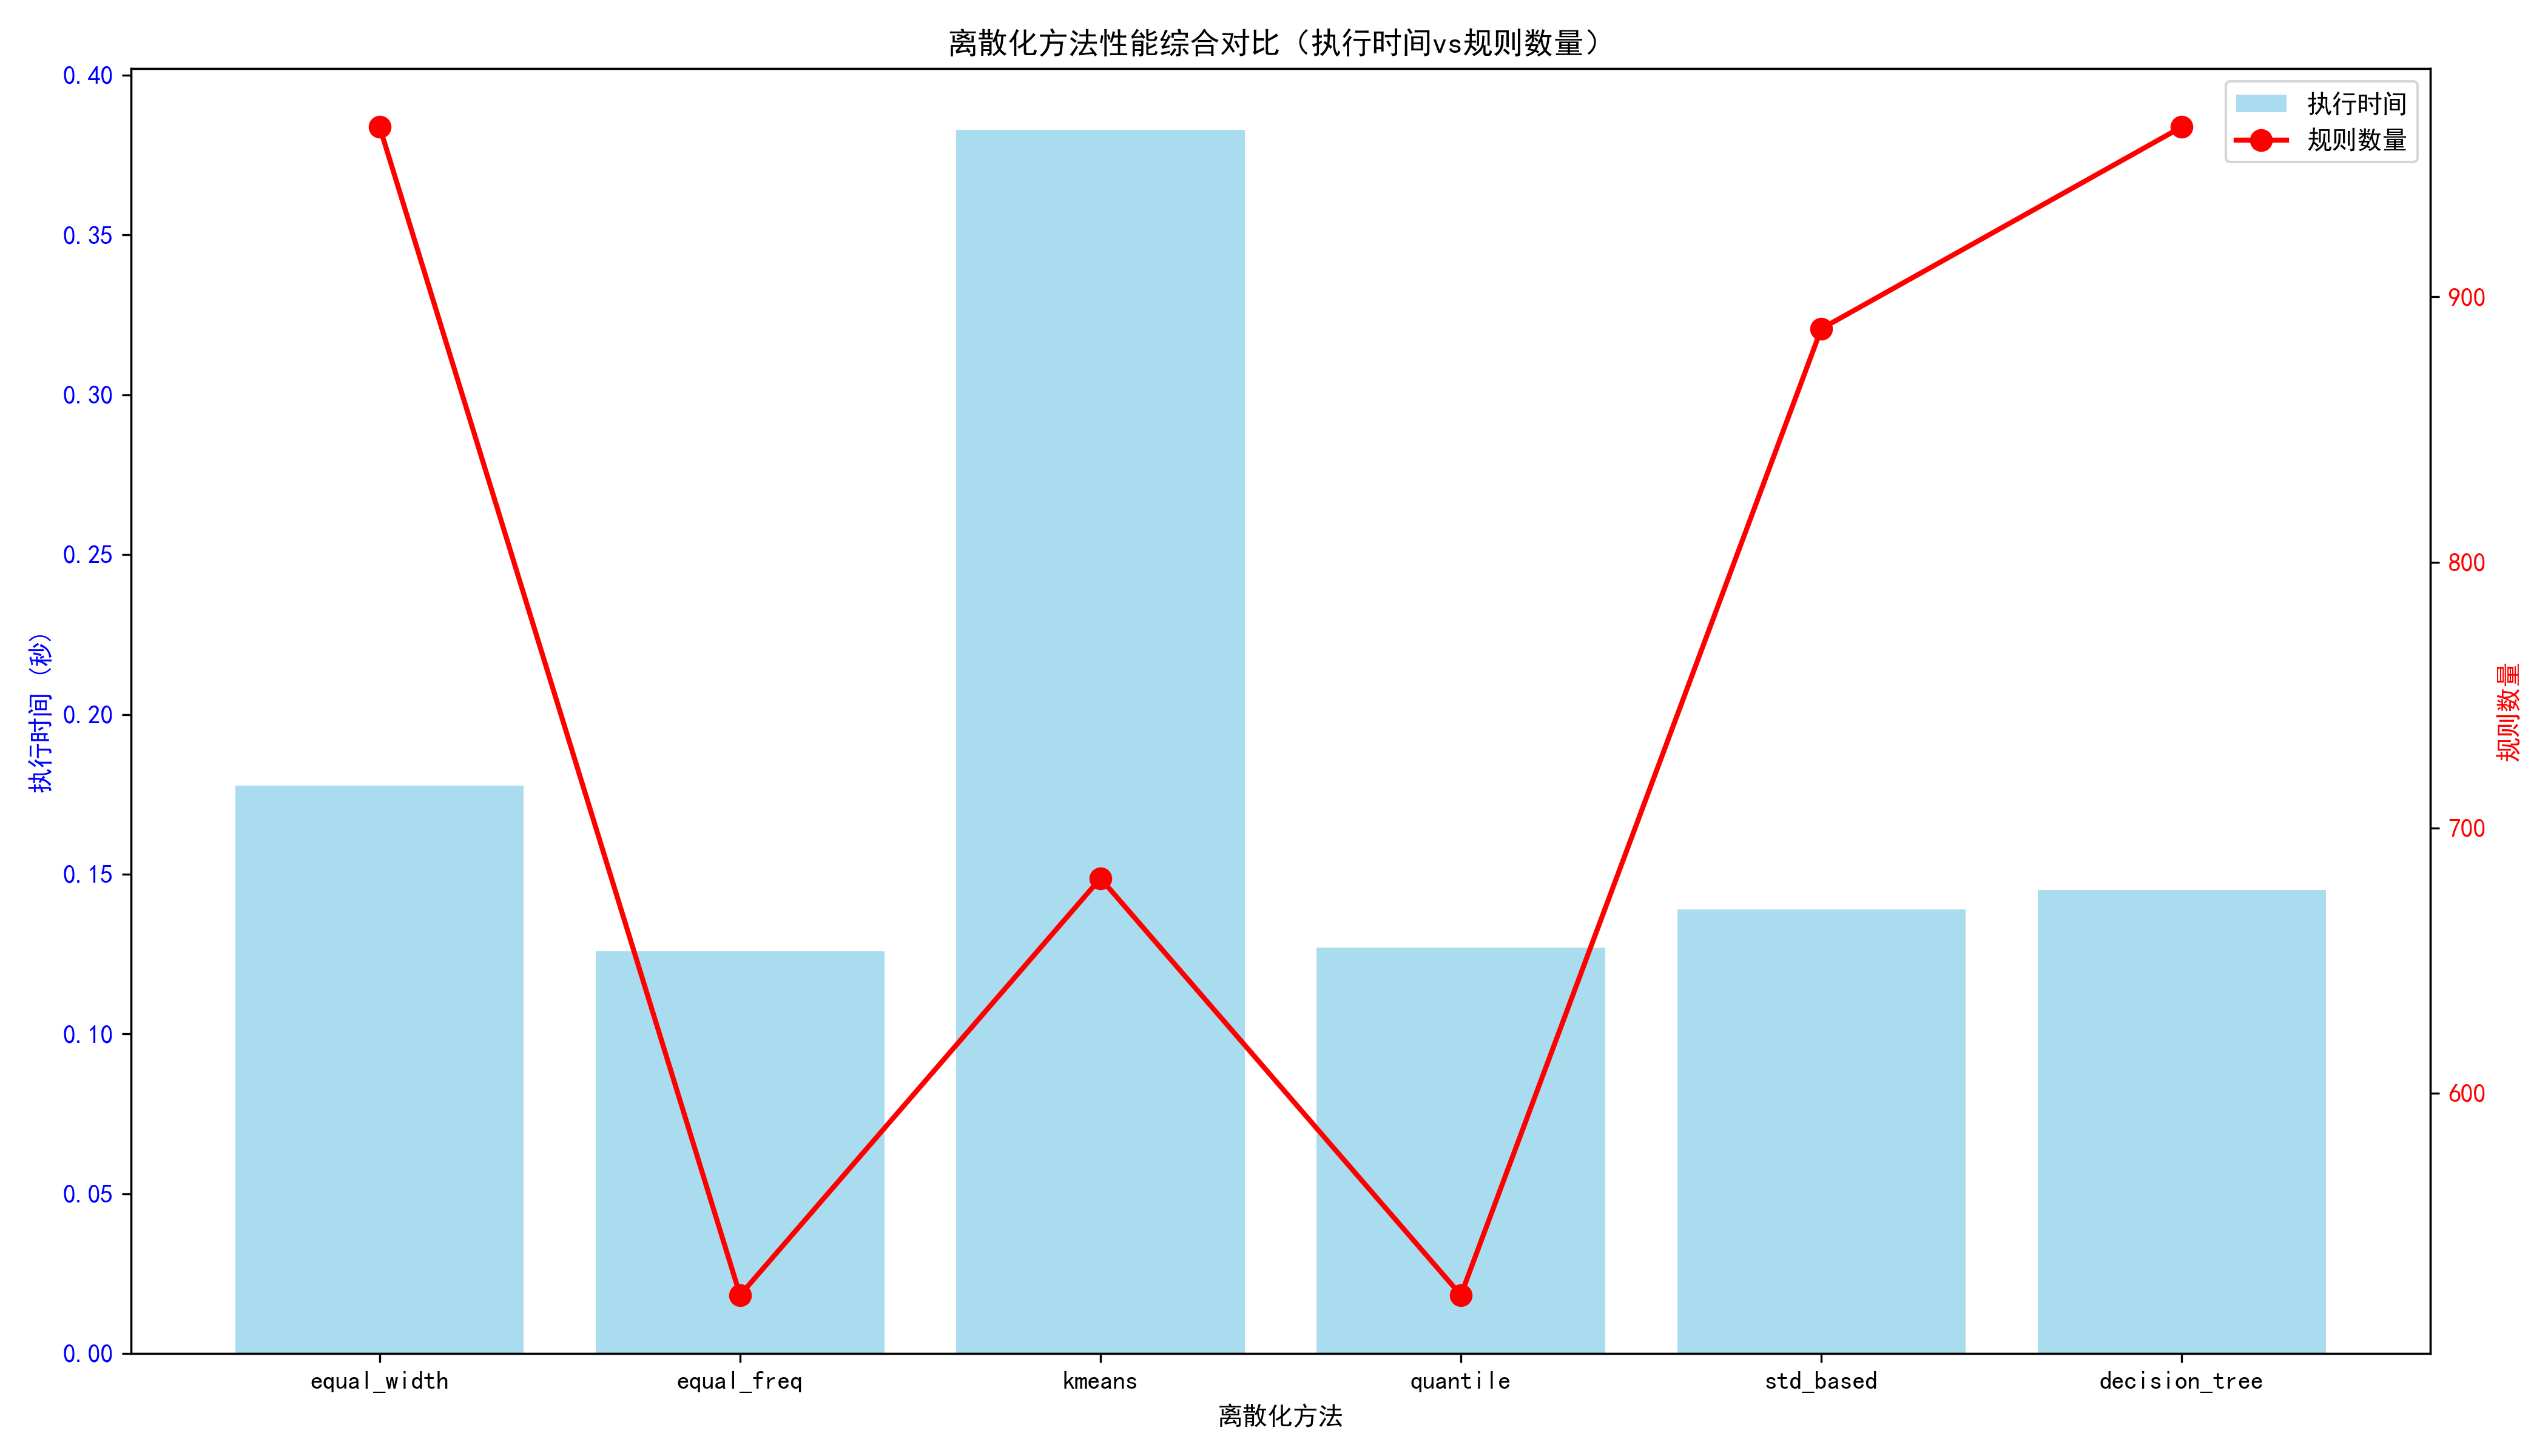 离散化方法性能综合对比（执行时间vs规则数量）
执行时间
规则数量
0.40
0.35
0.30
0.25
0.20
0.15
0.10
0.05
0.00
执行时间 (秒)
900
800
700
600
规则数量
equal_width
equal_freq
kmeans
quantile
std_based
decision_tree
离散化方法